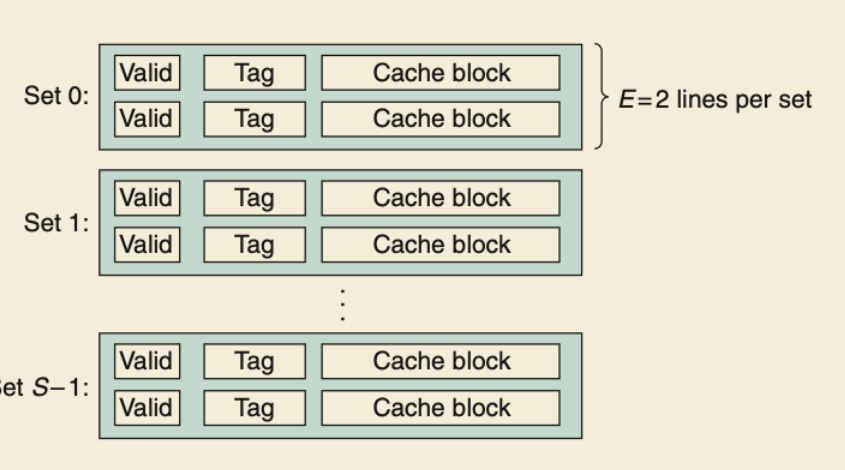 Valid Tag Cache block
Set 0: E=2 lines per set
Valid Tag Cache block
Valid Tag Cache block
Set 1:
Valid Tag Cache block
⋮
Valid Tag Cache block
et S−1:
Valid Tag Cache block